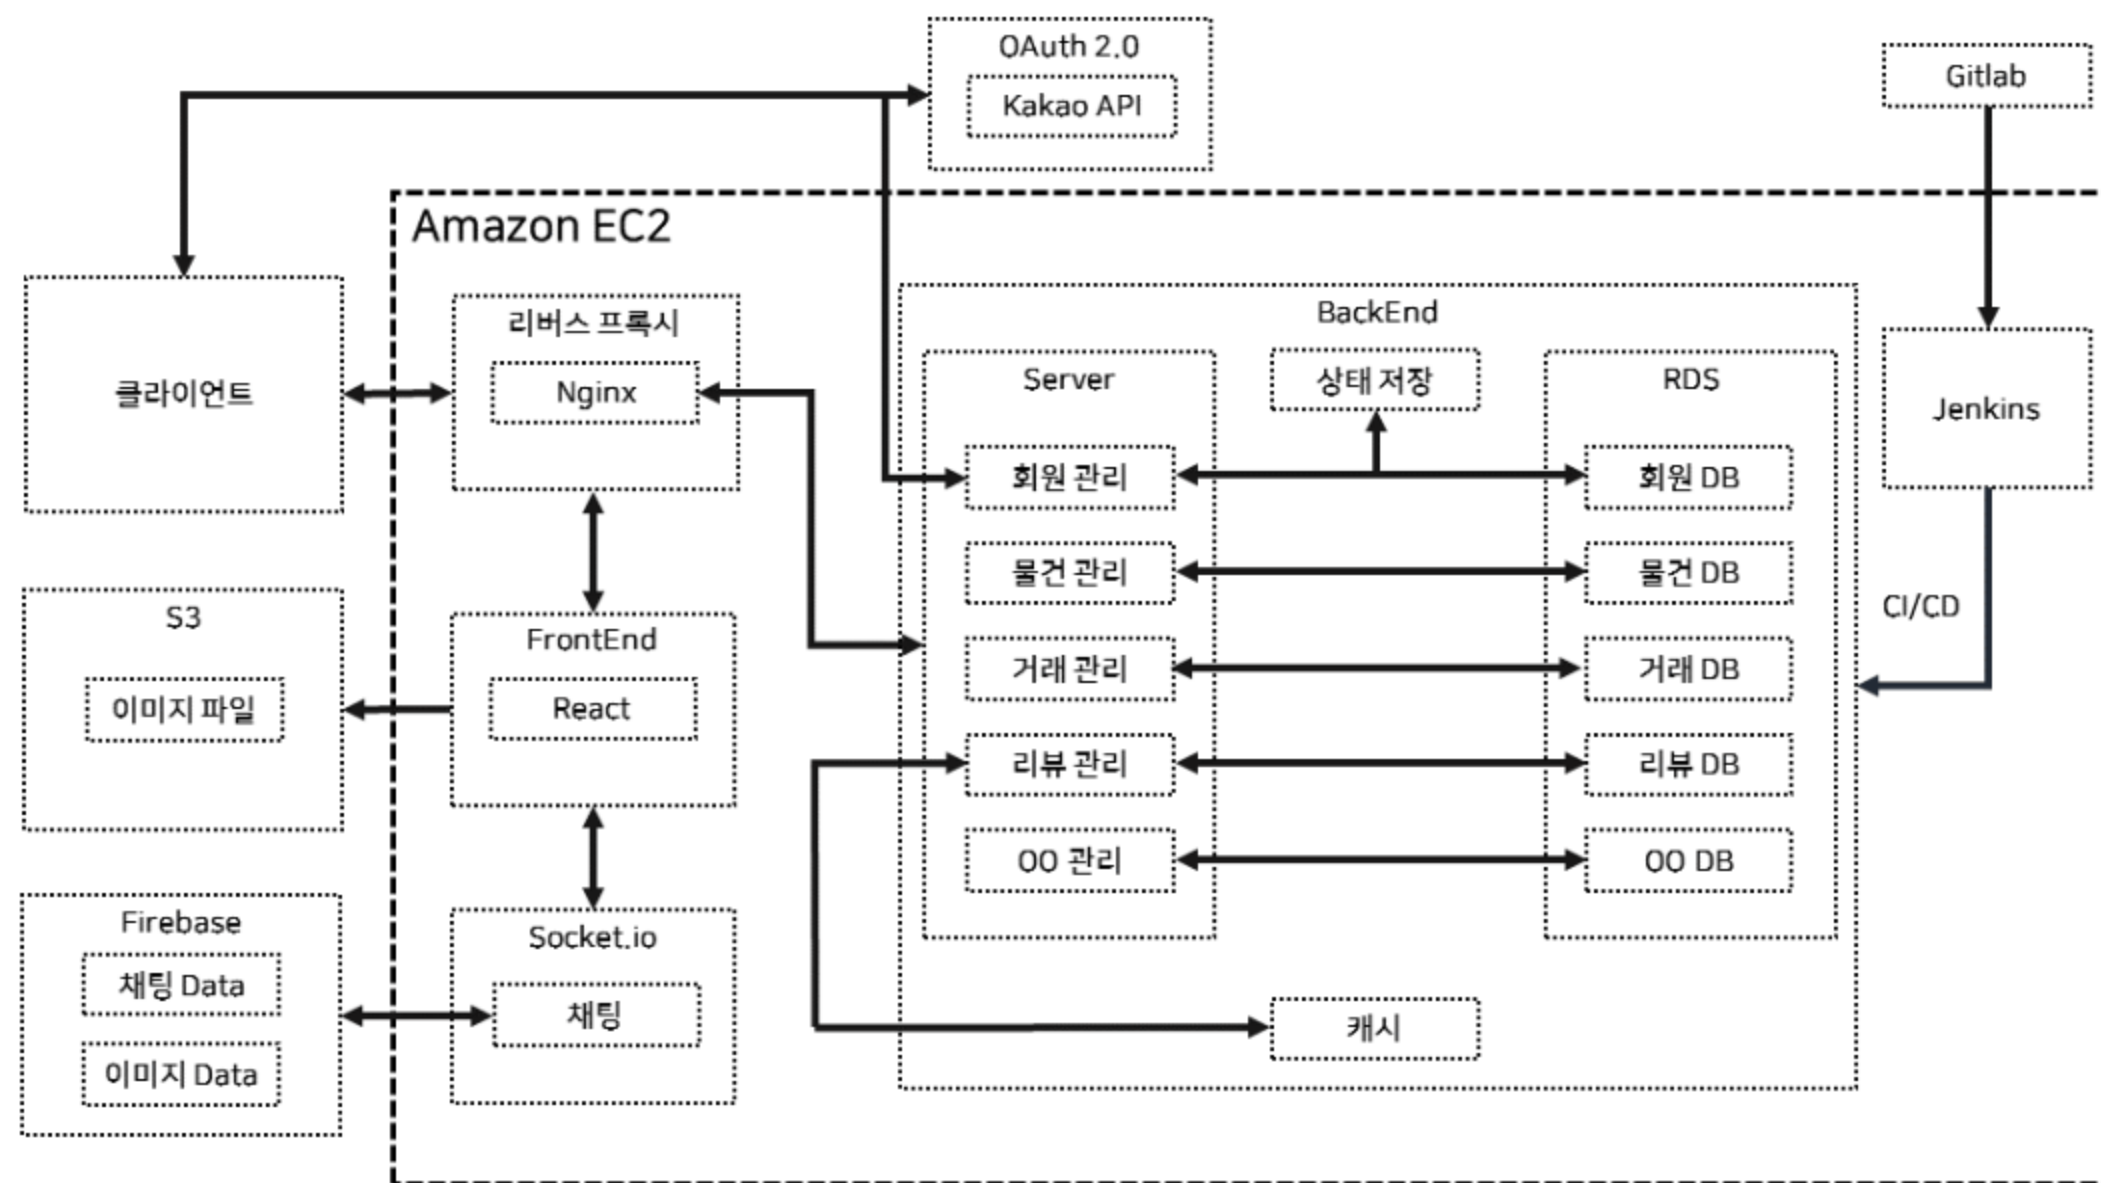 OAuth 2.0
Kakao API
Gitlab
Amazon EC2
클라이언트
리버스 프록시
Nginx
BackEnd
Server
상태 저장
RDS
Jenkins
회원 관리
회원 DB
물건 관리
물건 DB
CI/CD
거래 관리
거래 DB
리뷰 관리
리뷰 DB
OO 관리
OO DB
캐시
S3
이미지 파일
FrontEnd
React
Firebase
채팅 Data
이미지 Data
Socket.io
채팅